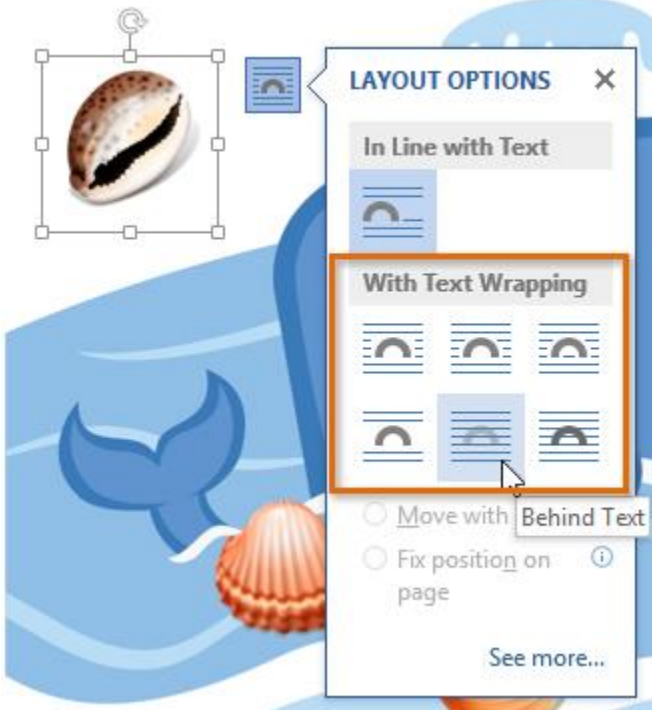 LAYOUT OPTIONS
In Line with Text
With Text Wrapping
Move with
Behind Text
Fix position on
page
See more...